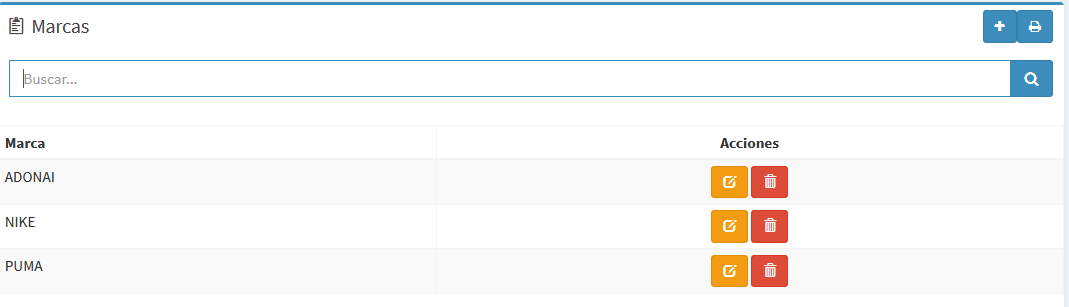 Marcas
Buscar...
Marca Acciones
ADONAI
NIKE
PUMA